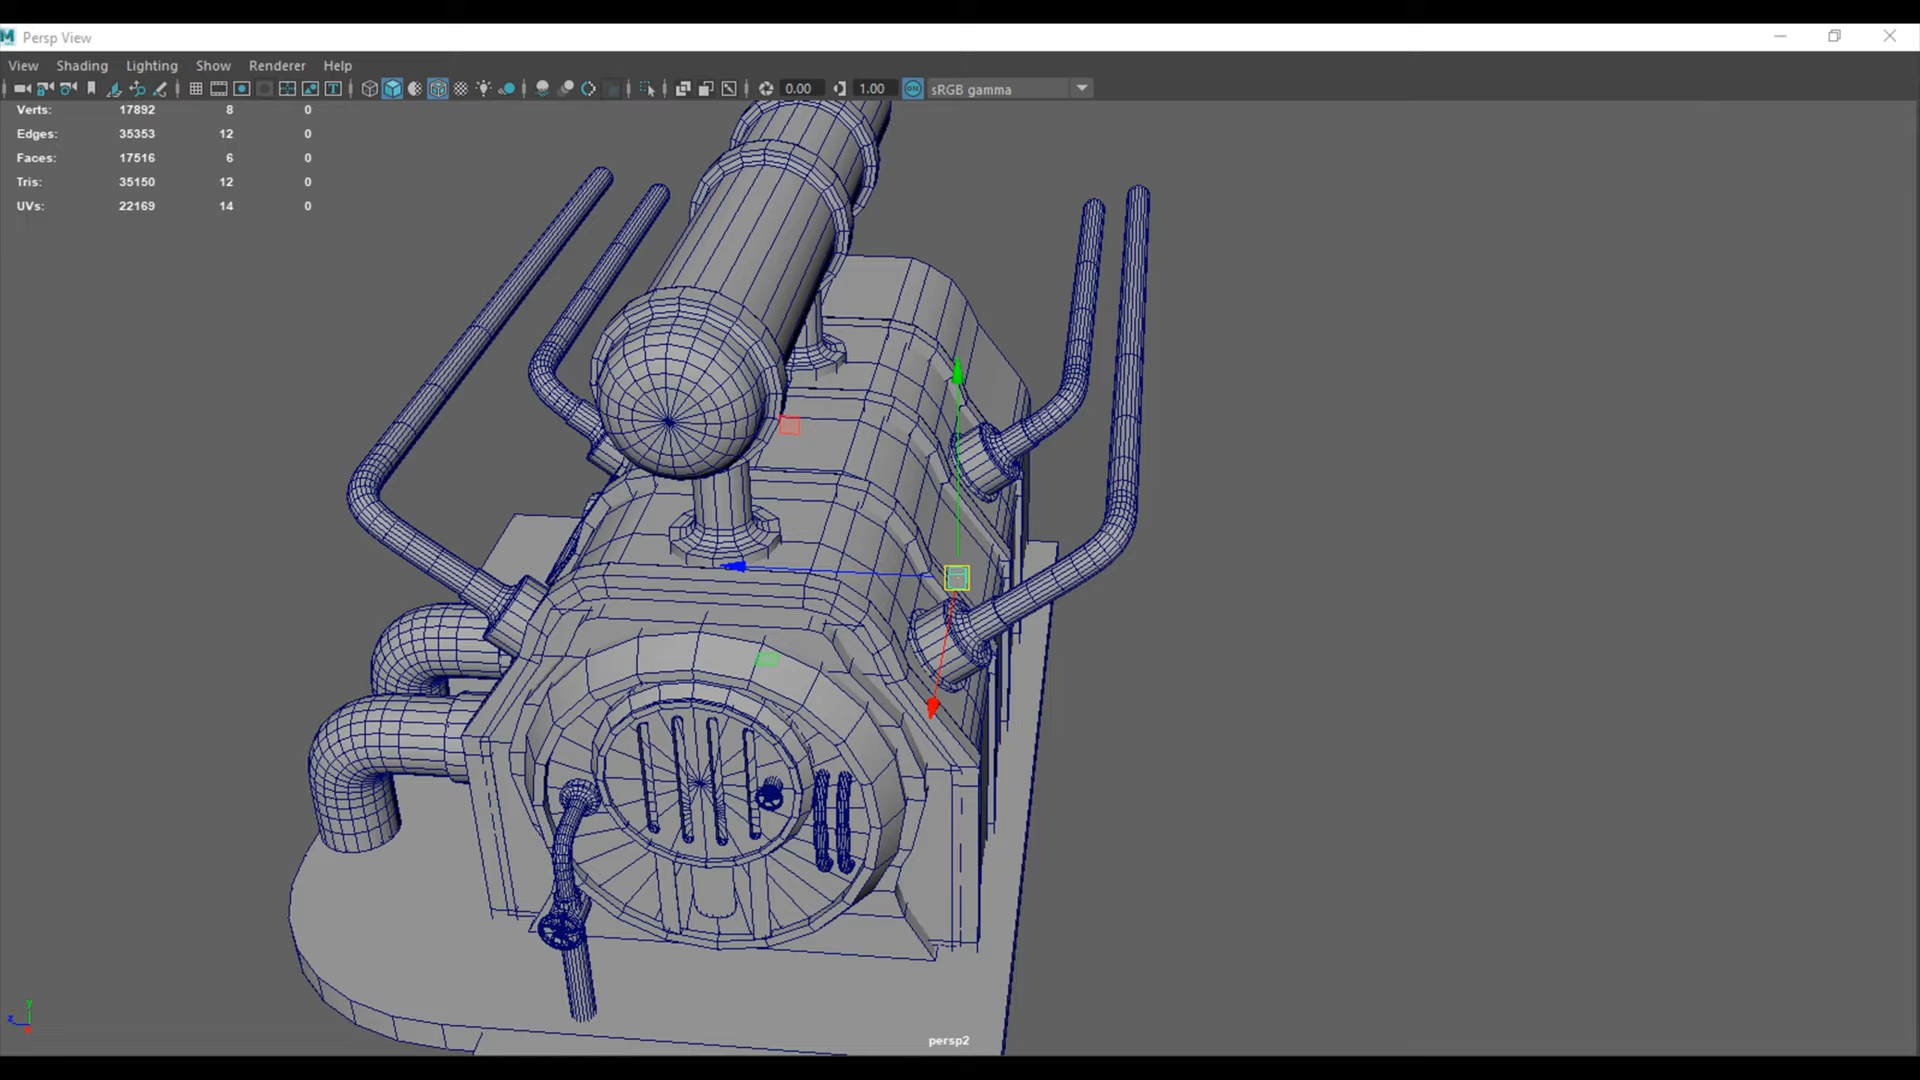 Persp View
View Shading Lighting Show Renderer Help
0.00 1.00 ON sRGB gamma
Verts: 17892 8 0
Edges: 35353 12 0
Faces: 17516 6 0
Tris: 35150 12 0
UVs: 22169 14 0
y
z
persp2